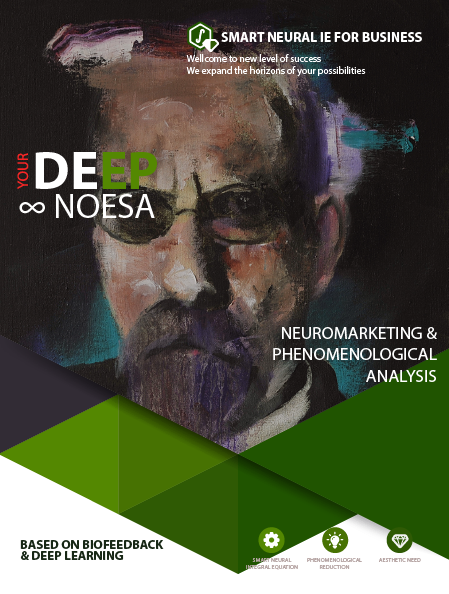 SMART NEURAL IE FOR BUSINESS
Wellcome to new level of success
We expand the horizons of your possibilities
YOUR
DEEP
∞ NOESA
NEUROMARKETING &
PHENOMENOLOGICAL
ANALYSIS
BASED ON BIOFEEDBACK
& DEEP LEARNING
SMART NEURAL
INTEGRAL EQUATION
PHENOMENOLOGICAL
REDUCTION
AESTHETIC NEED